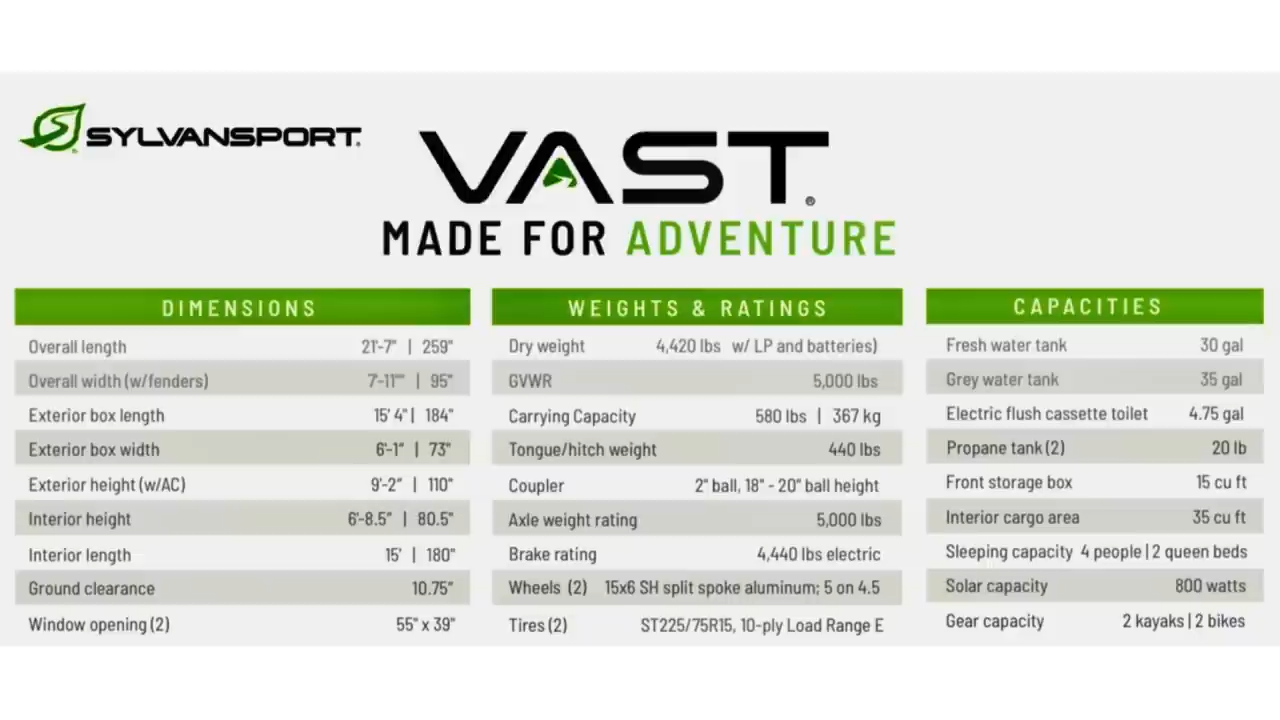 SYLVANSPORT.
VAST®
MADE FOR ADVENTURE
DIMENSIONS
Overall length 21'-7" | 259"
Overall width (w/fenders) 7'-11"" | 95"
Exterior box length 15' 4" | 184"
Exterior box width 6'-1" | 73"
Exterior height (w/AC) 9'-2" | 110"
Interior height 6'-8.5" | 80.5"
Interior length 15' | 180"
Ground clearance 10.75"
Window opening (2) 55" x 39"
WEIGHTS & RATINGS
Dry weight 4,420 lbs w/ LP and batteries)
GVWR 5,000 lbs
Carrying Capacity 580 lbs | 367 kg
Tongue/hitch weight 440 lbs
Coupler 2" ball, 18" - 20" ball height
Axle weight rating 5,000 lbs
Brake rating 4,440 lbs electric
Wheels (2) 15x6 SH split spoke aluminum; 5 on 4.5
Tires (2) ST225/75R15, 10-ply Load Range E
CAPACITIES
Fresh water tank 30 gal
Grey water tank 35 gal
Electric flush cassette toilet 4.75 gal
Propane tank (2) 20 lb
Front storage box 15 cu ft
Interior cargo area 35 cu ft
Sleeping capacity 4 people | 2 queen beds
Solar capacity 800 watts
Gear capacity 2 kayaks | 2 bikes